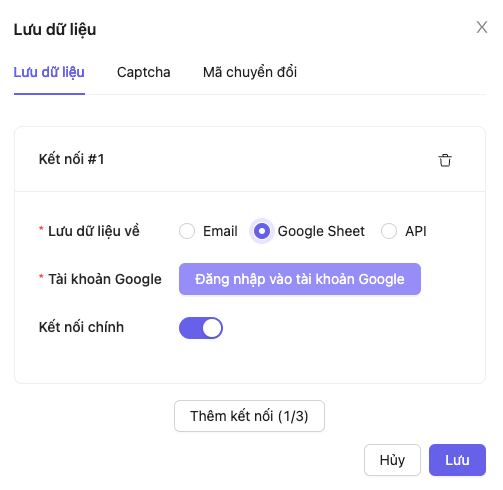 Lưu dữ liệu
Lưu dữ liệu Captcha Mã chuyển đổi
Kết nối #1
* Lưu dữ liệu về Email Google Sheet API
* Tài khoản Google Đăng nhập vào tài khoản Google
Kết nối chính
Thêm kết nối (1/3)
Hủy Lưu